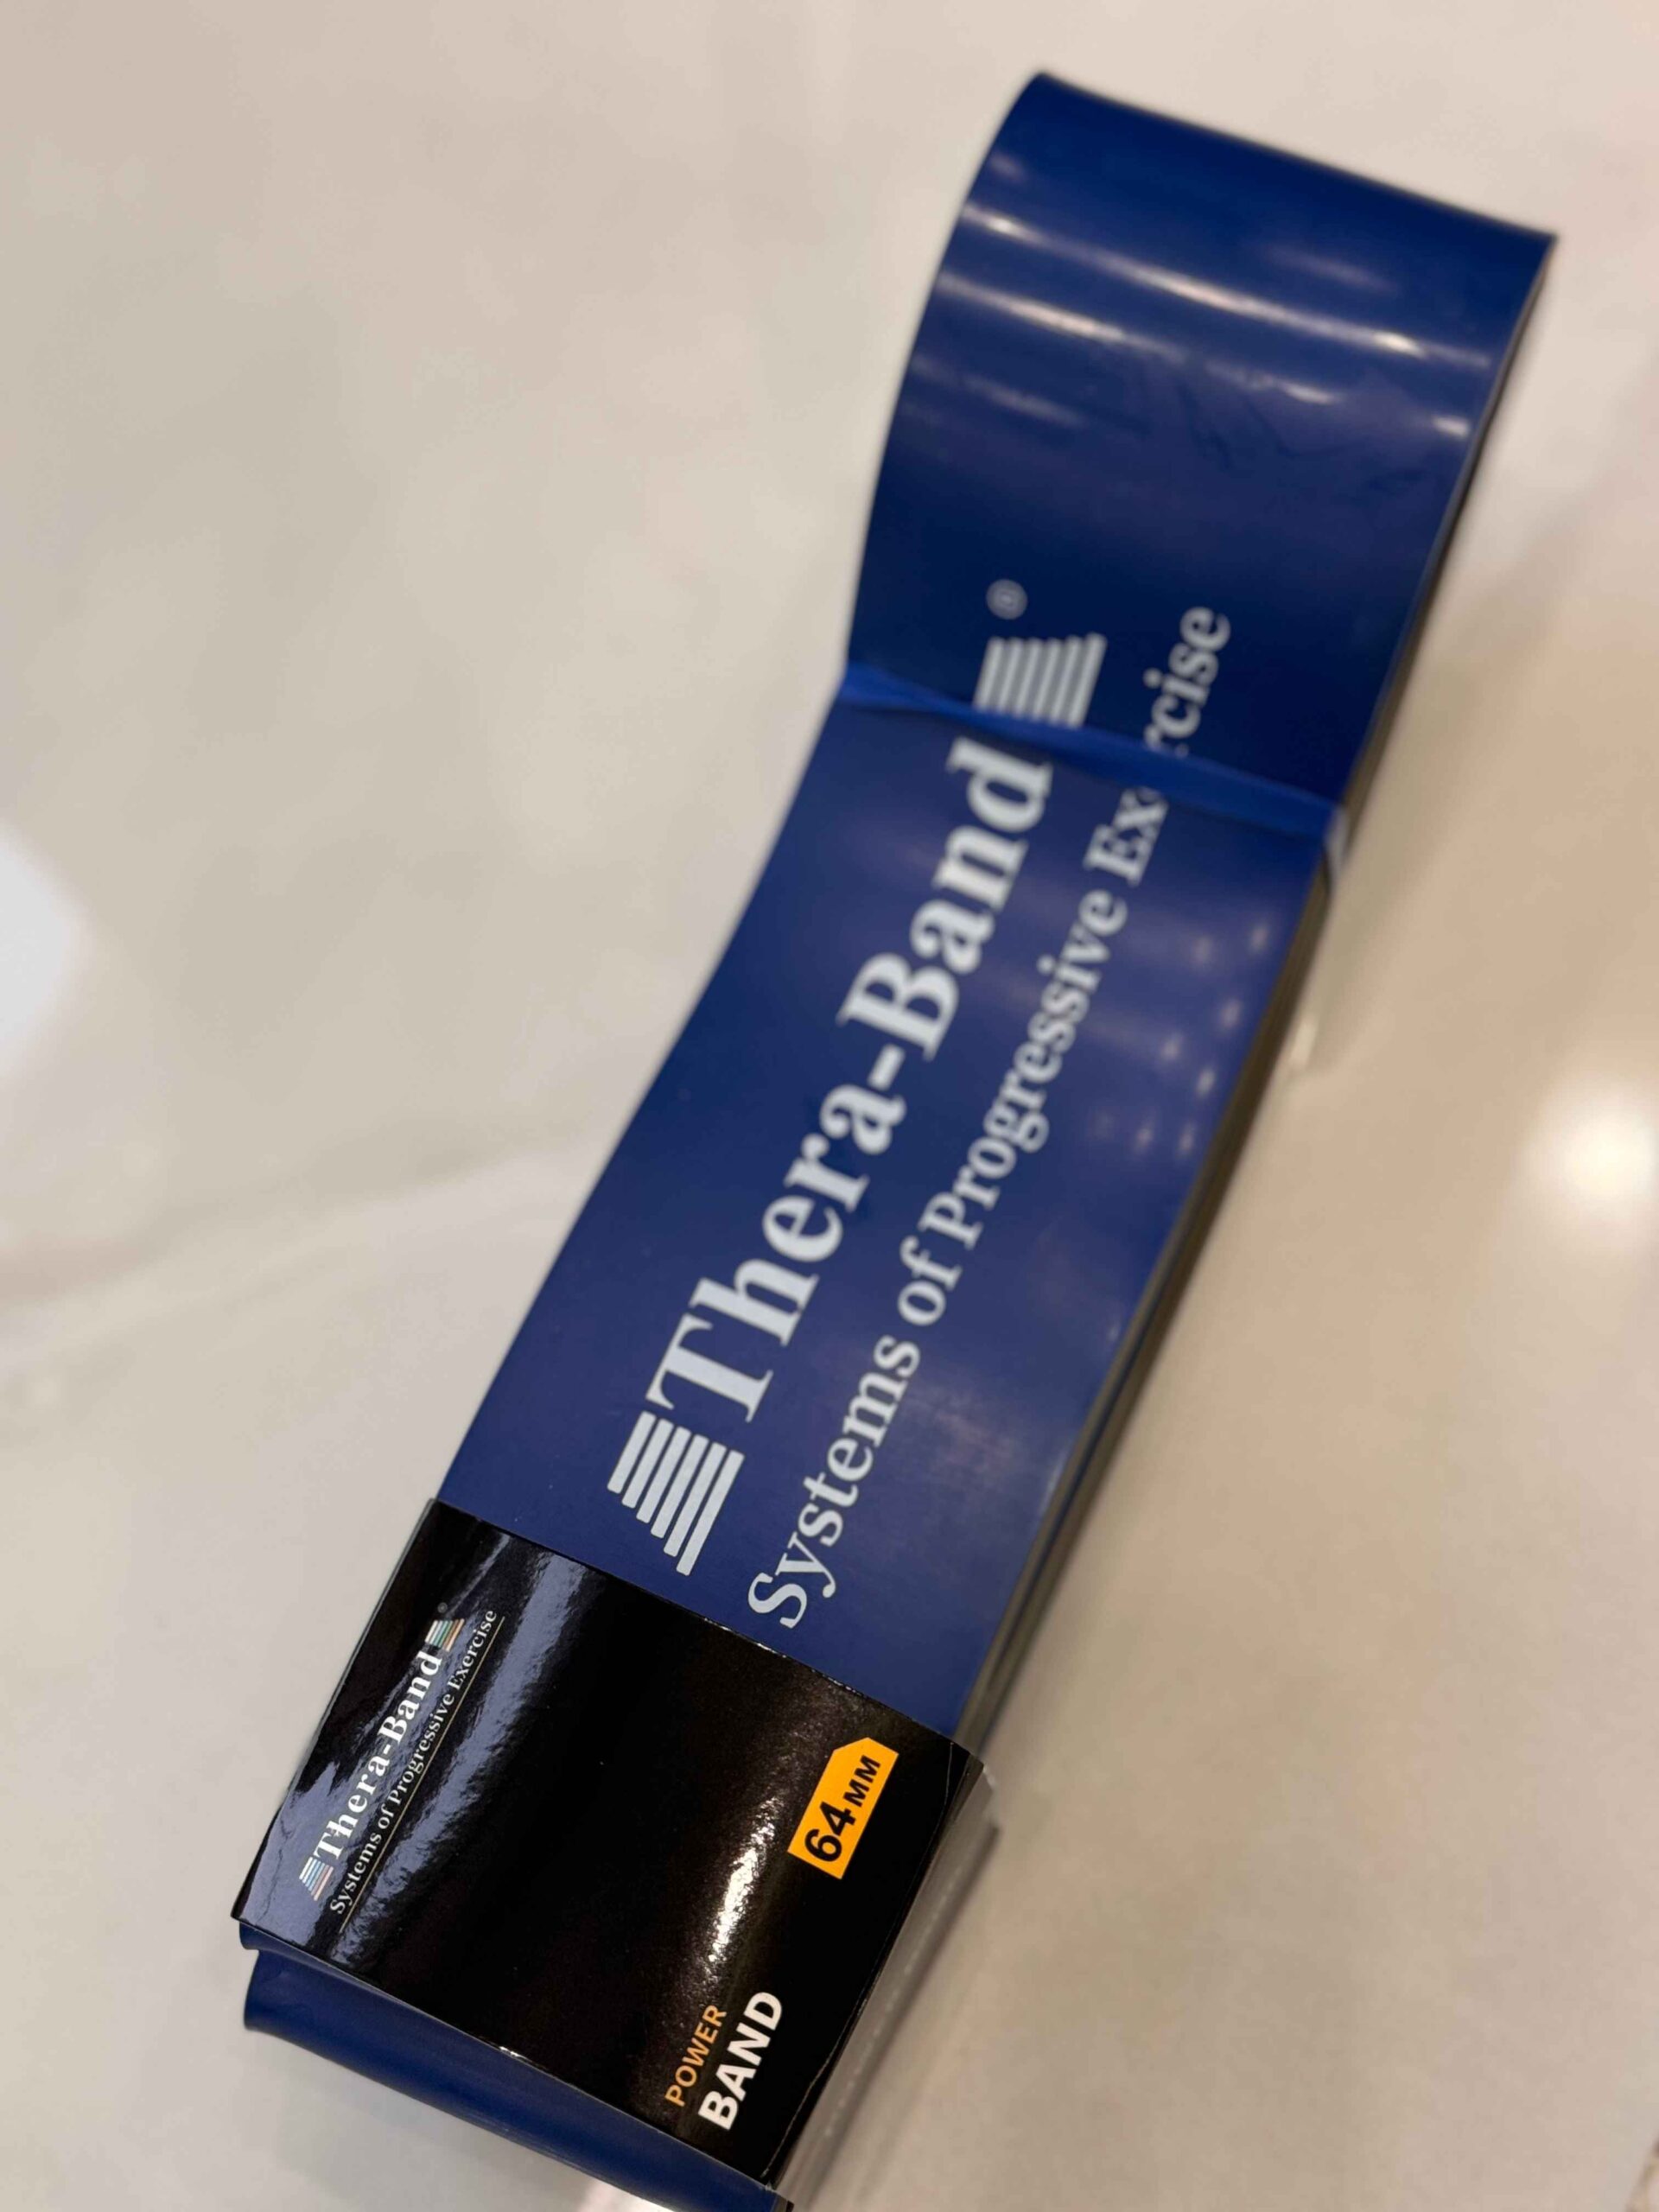 Thera-Band®
Systems of Progressive Exercise
Thera-Band®
Systems of Progressive Exercise
64MM
POWER
BAND